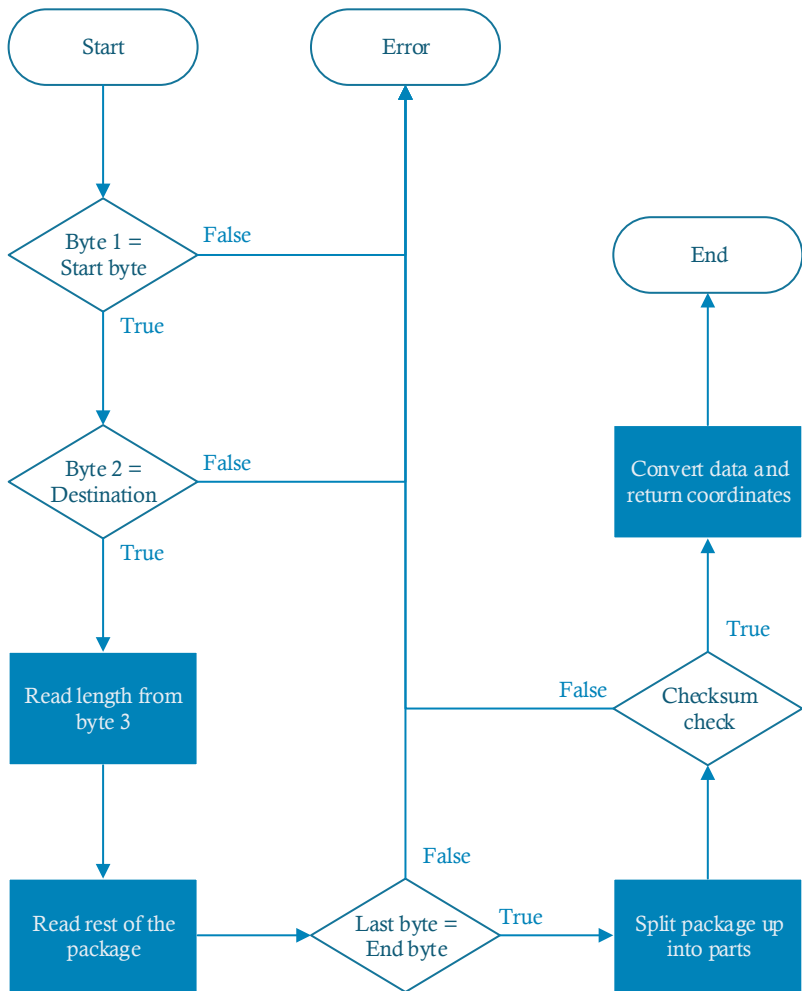 Start
Error
Byte 1 =
Start byte
False
True
End
Byte 2 =
Destination
False
True
Convert data and
return coordinates
True
Read length from
byte 3
False
Checksum
check
False
Read rest of the
package
Last byte =
End byte
True
Split package up
into parts